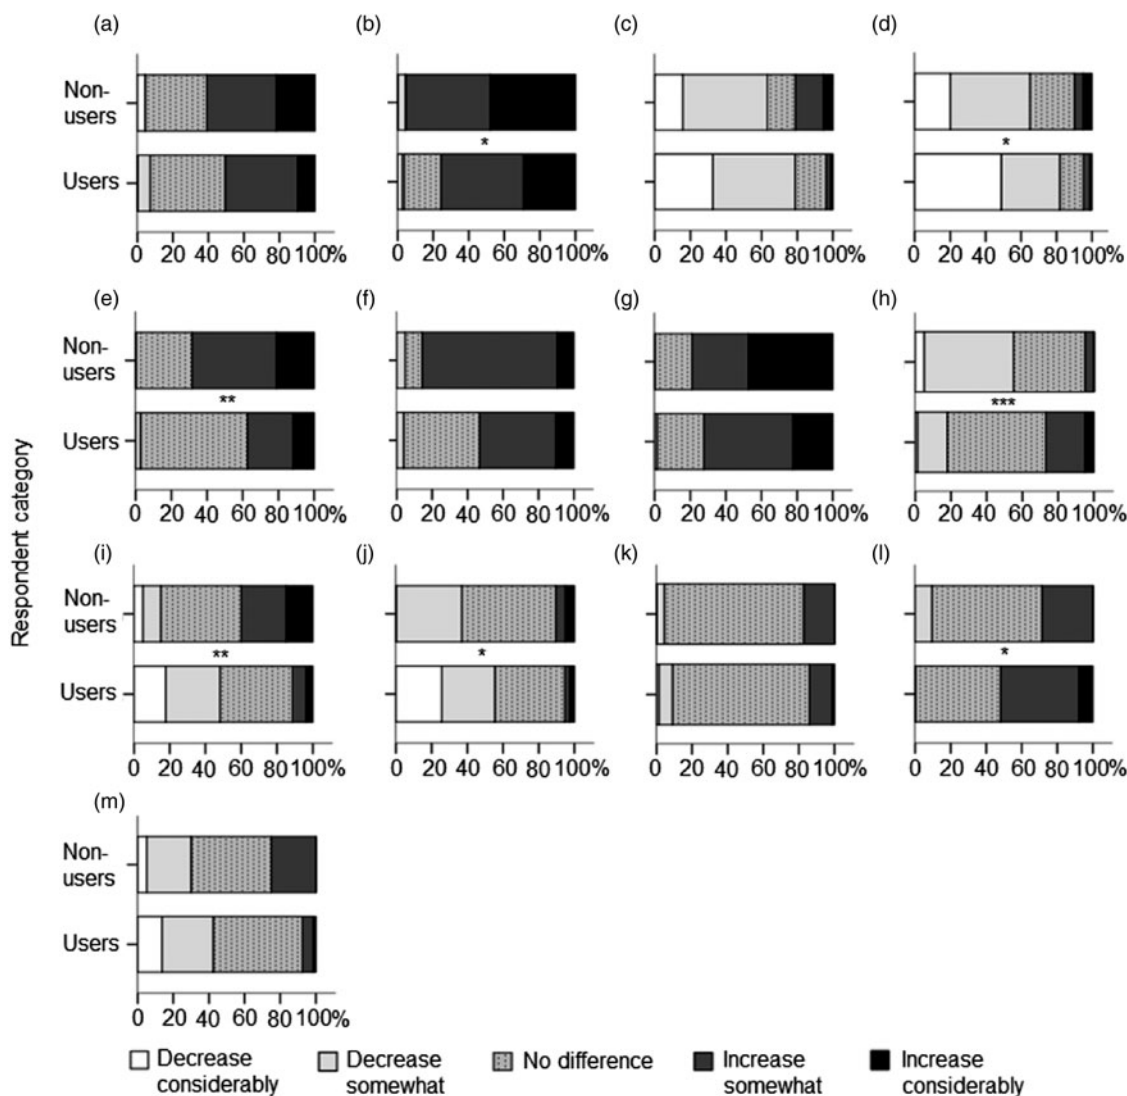 (a) (b) (c) (d)
Non-
users
*
*
Users
0 20 40 60 80 100% 0 20 40 60 80 100% 0 20 40 60 80 100% 0 20 40 60 80 100%
(e) (f) (g) (h)
Non-
users
** ***
Users
0 20 40 60 80 100% 0 20 40 60 80 100% 0 20 40 60 80 100% 0 20 40 60 80 100%
Respondent category
(i) (j) (k) (l)
Non-
users
** * *
Users
0 20 40 60 80 100% 0 20 40 60 80 100% 0 20 40 60 80 100% 0 20 40 60 80 100%
(m)
Non-
users
Users
0 20 40 60 80 100%
Decrease
considerably
Decrease
somewhat
No difference
Increase
somewhat
Increase
considerably